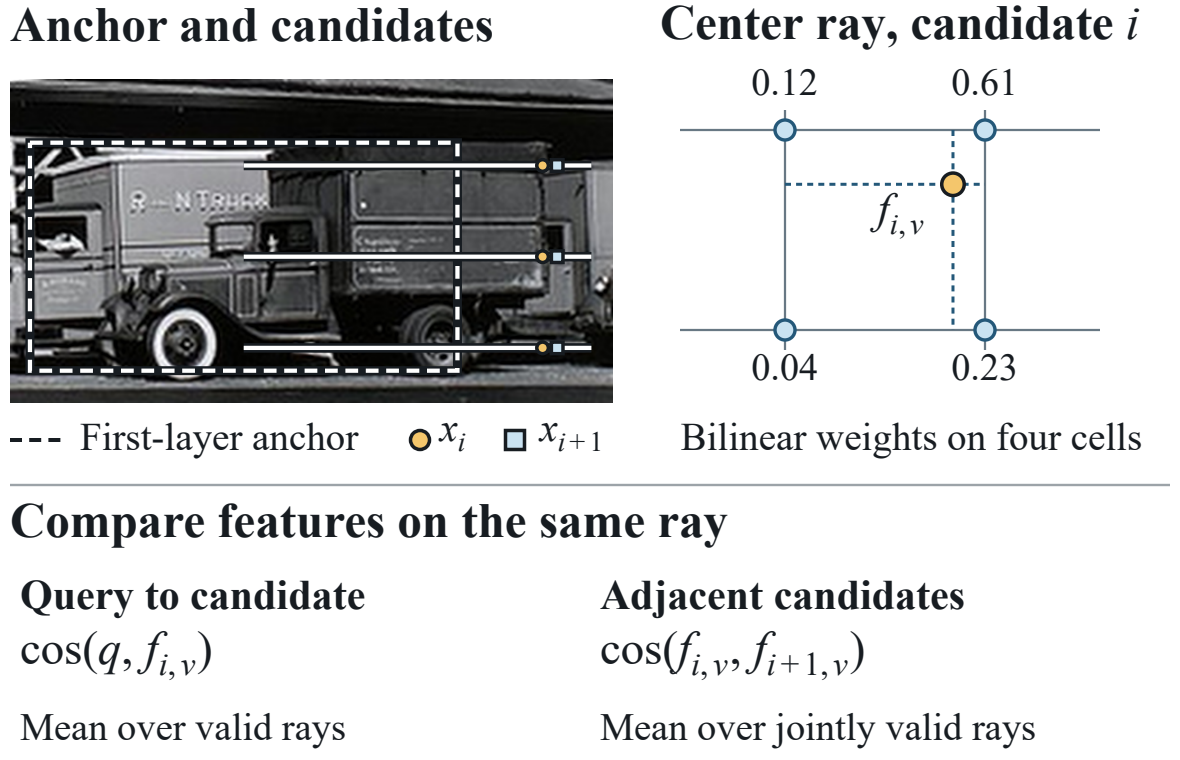 Anchor and candidates
Center ray, candidate i
R N TRUCK
0.12 0.61
f_{i,v}
0.04 0.23
First-layer anchor x_i x_{i+1}
Bilinear weights on four cells
Compare features on the same ray
Query to candidate
cos(q, f_{i,v})
Mean over valid rays
Adjacent candidates
cos(f_{i,v}, f_{i+1,v})
Mean over jointly valid rays